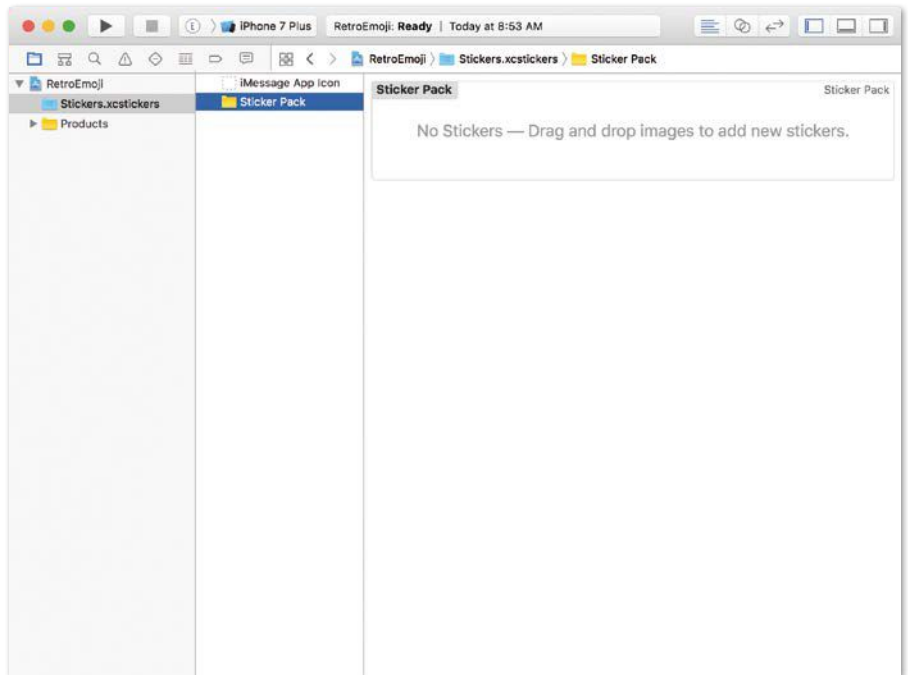 iPhone 7 Plus
RetroEmoji: Ready | Today at 8:53 AM
RetroEmoji
Stickers.xcstickers
Sticker Pack
RetroEmoji
Stickers.xcstickers
Products
iMessage App Icon
Sticker Pack
Sticker Pack
Sticker Pack
No Stickers — Drag and drop images to add new stickers.